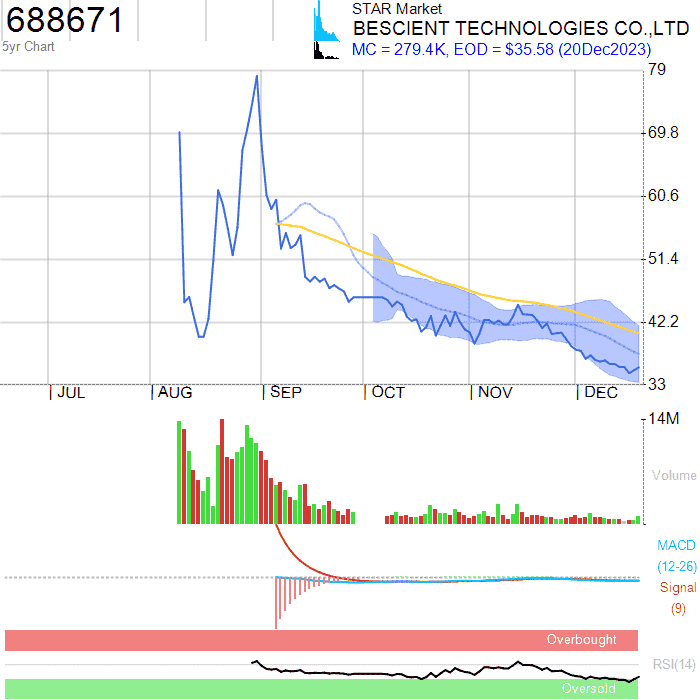 688671
5yr Chart
STAR Market
BESCIENT TECHNOLOGIES CO.,LTD
MC = 279.4K, EOD = $35.58 (20Dec2023)
79
69.8
60.6
51.4
42.2
33
JUL AUG SEP OCT NOV DEC
14M
Volume
MACD
(12-26)
Signal
(9)
Overbought
RSI(14)
Oversold